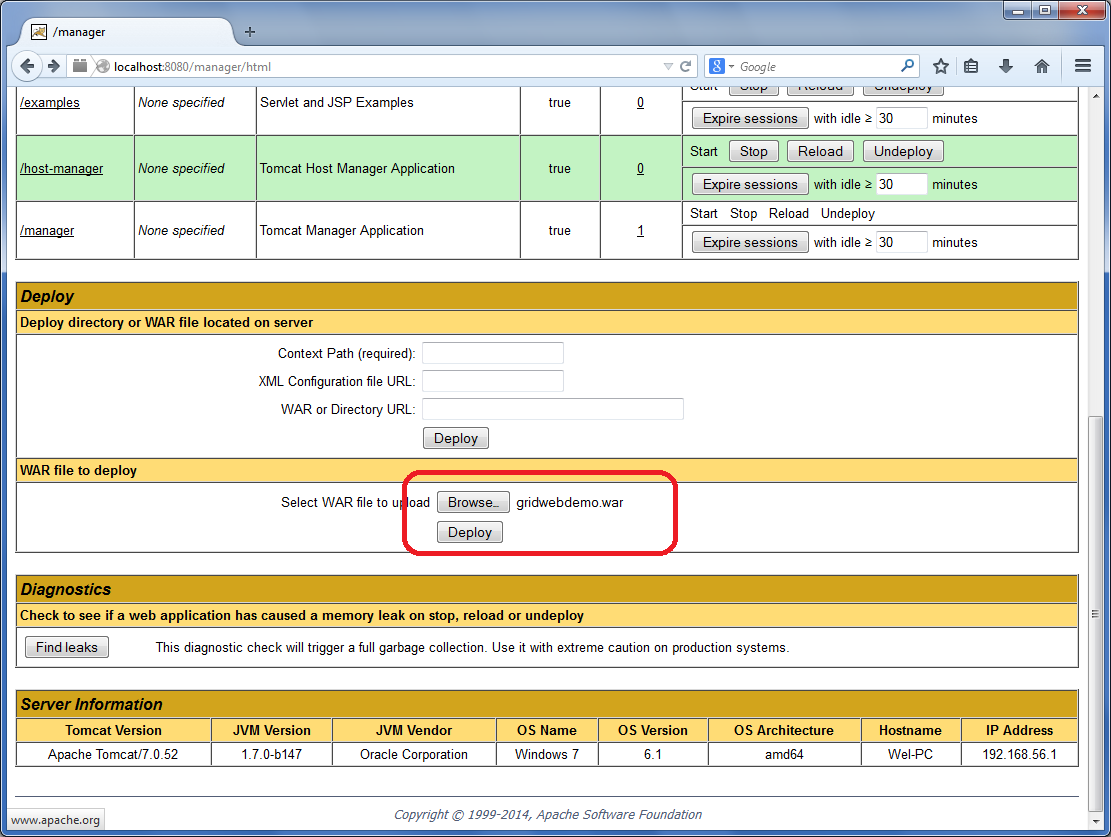 /manager
localhost:8080/manager/html
Google
/examples None specified Servlet and JSP Examples true 0 Start Stop Reload Undeploy
Expire sessions with idle ≥ 30 minutes
/host-manager None specified Tomcat Host Manager Application true 0 Start Stop Reload Undeploy
Expire sessions with idle ≥ 30 minutes
/manager None specified Tomcat Manager Application true 1 Start Stop Reload Undeploy
Expire sessions with idle ≥ 30 minutes
Deploy
Deploy directory or WAR file located on server
Context Path (required):
XML Configuration file URL:
WAR or Directory URL:
Deploy
WAR file to deploy
Select WAR file to upload Browse... gridwebdemo.war
Deploy
Diagnostics
Check to see if a web application has caused a memory leak on stop, reload or undeploy
Find leaks This diagnostic check will trigger a full garbage collection. Use it with extreme caution on production systems.
Server Information
Tomcat Version JVM Version JVM Vendor OS Name OS Version OS Architecture Hostname IP Address
Apache Tomcat/7.0.52 1.7.0-b147 Oracle Corporation Windows 7 6.1 amd64 Wel-PC 192.168.56.1
Copyright © 1999-2014, Apache Software Foundation
www.apache.org